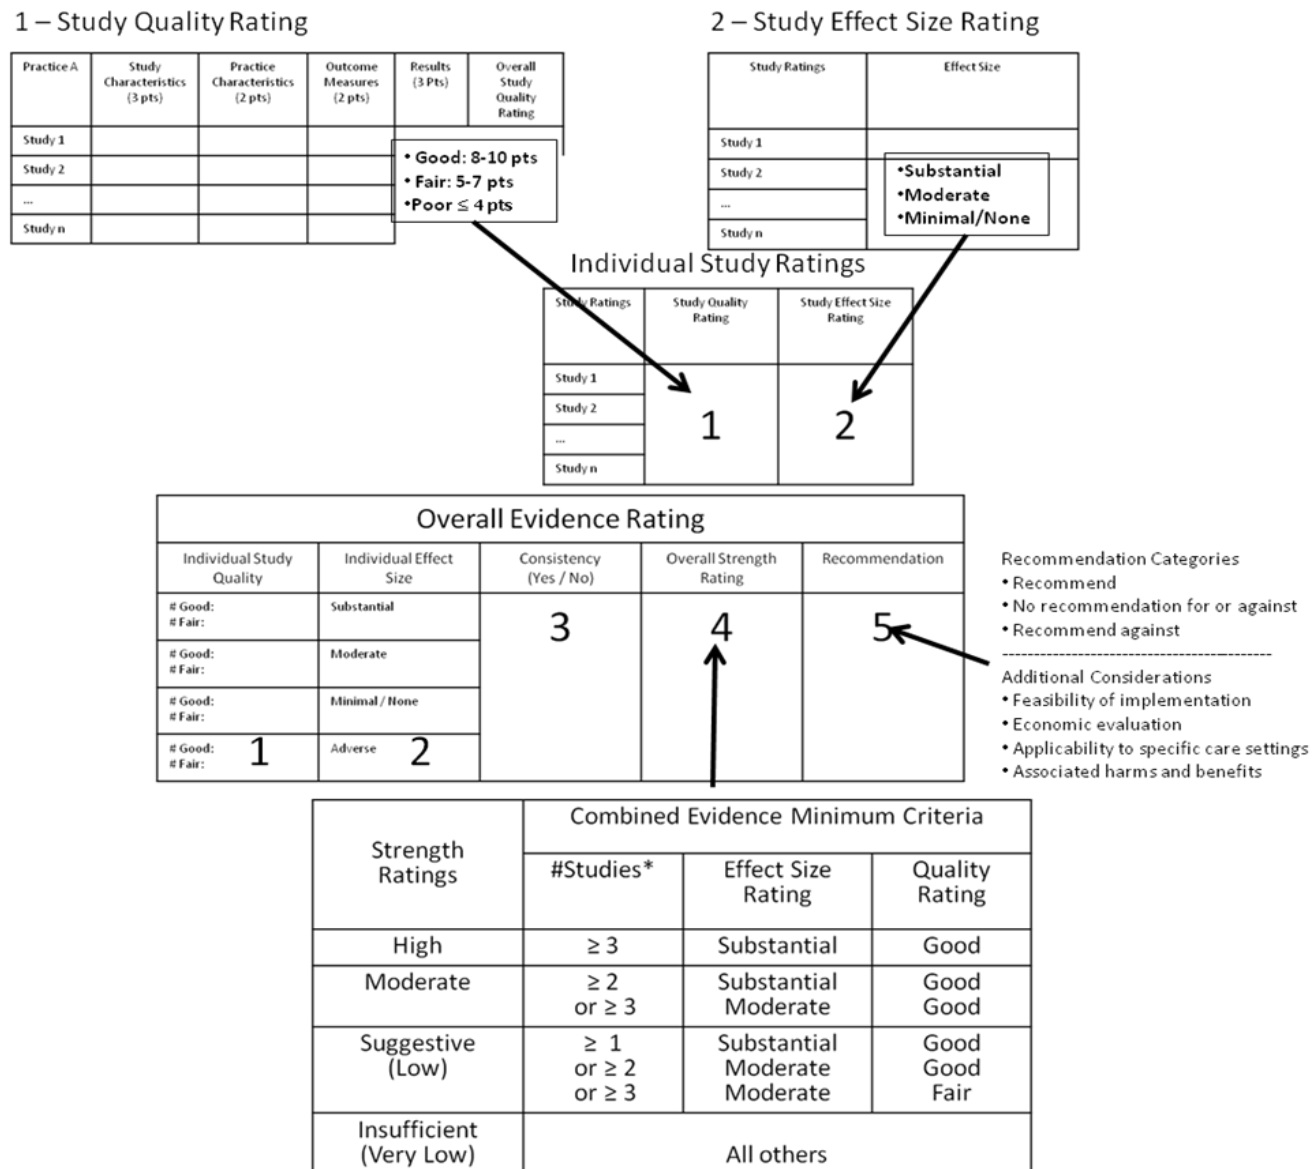 1 – Study Quality Rating
Practice A
Study
Characteristics
(3 pts)
Practice
Characteristics
(2 pts)
Outcome
Measures
(2 pts)
Results
(3 Pts)
Overall
Study
Quality
Rating
Study 1
Study 2
...
Study n
• Good: 8-10 pts
• Fair: 5-7 pts
•Poor ≤ 4 pts
2 – Study Effect Size Rating
Study Ratings
Effect Size
Study 1
Study 2
...
Study n
•Substantial
•Moderate
•Minimal/None
Individual Study Ratings
Study Ratings
Study Quality
Rating
Study Effect Size
Rating
Study 1
Study 2
...
Study n
1
2
Overall Evidence Rating
Individual Study
Quality
Individual Effect
Size
Consistency
(Yes / No)
Overall Strength
Rating
Recommendation
# Good:
# Fair:
Substantial
# Good:
# Fair:
Moderate
# Good:
# Fair:
Minimal / None
# Good:
# Fair:
1
Adverse
2
3
4
5
Recommendation Categories
• Recommend
• No recommendation for or against
• Recommend against
------------------------------------------
Additional Considerations
• Feasibility of implementation
• Economic evaluation
• Applicability to specific care settings
• Associated harms and benefits
Strength
Ratings
Combined Evidence Minimum Criteria
#Studies*
Effect Size
Rating
Quality
Rating
High
≥ 3
Substantial
Good
Moderate
≥ 2
Substantial
Good
or ≥ 3
Moderate
Good
Suggestive
(Low)
≥ 1
Substantial
Good
or ≥ 2
Moderate
Good
or ≥ 3
Moderate
Fair
Insufficient
(Very Low)
All others